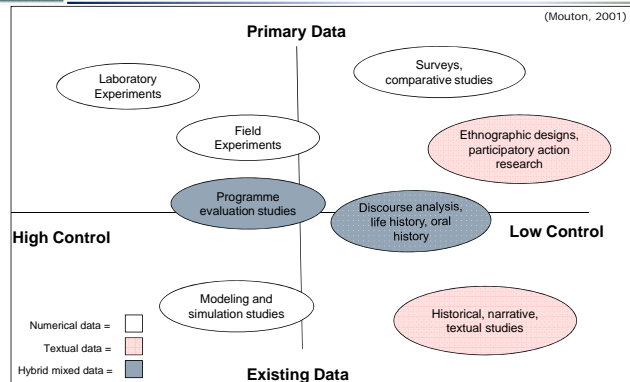 (Mouton, 2001)
Primary Data
Laboratory
Experiments
Surveys,
comparative studies
Field
Experiments
Ethnographic designs,
participatory action
research
Programme
evaluation studies
Discourse analysis,
life history, oral
history
High Control
Low Control
Modeling and
simulation studies
Historical, narrative,
textual studies
Numerical data =
Textual data =
Hybrid mixed data =
Existing Data